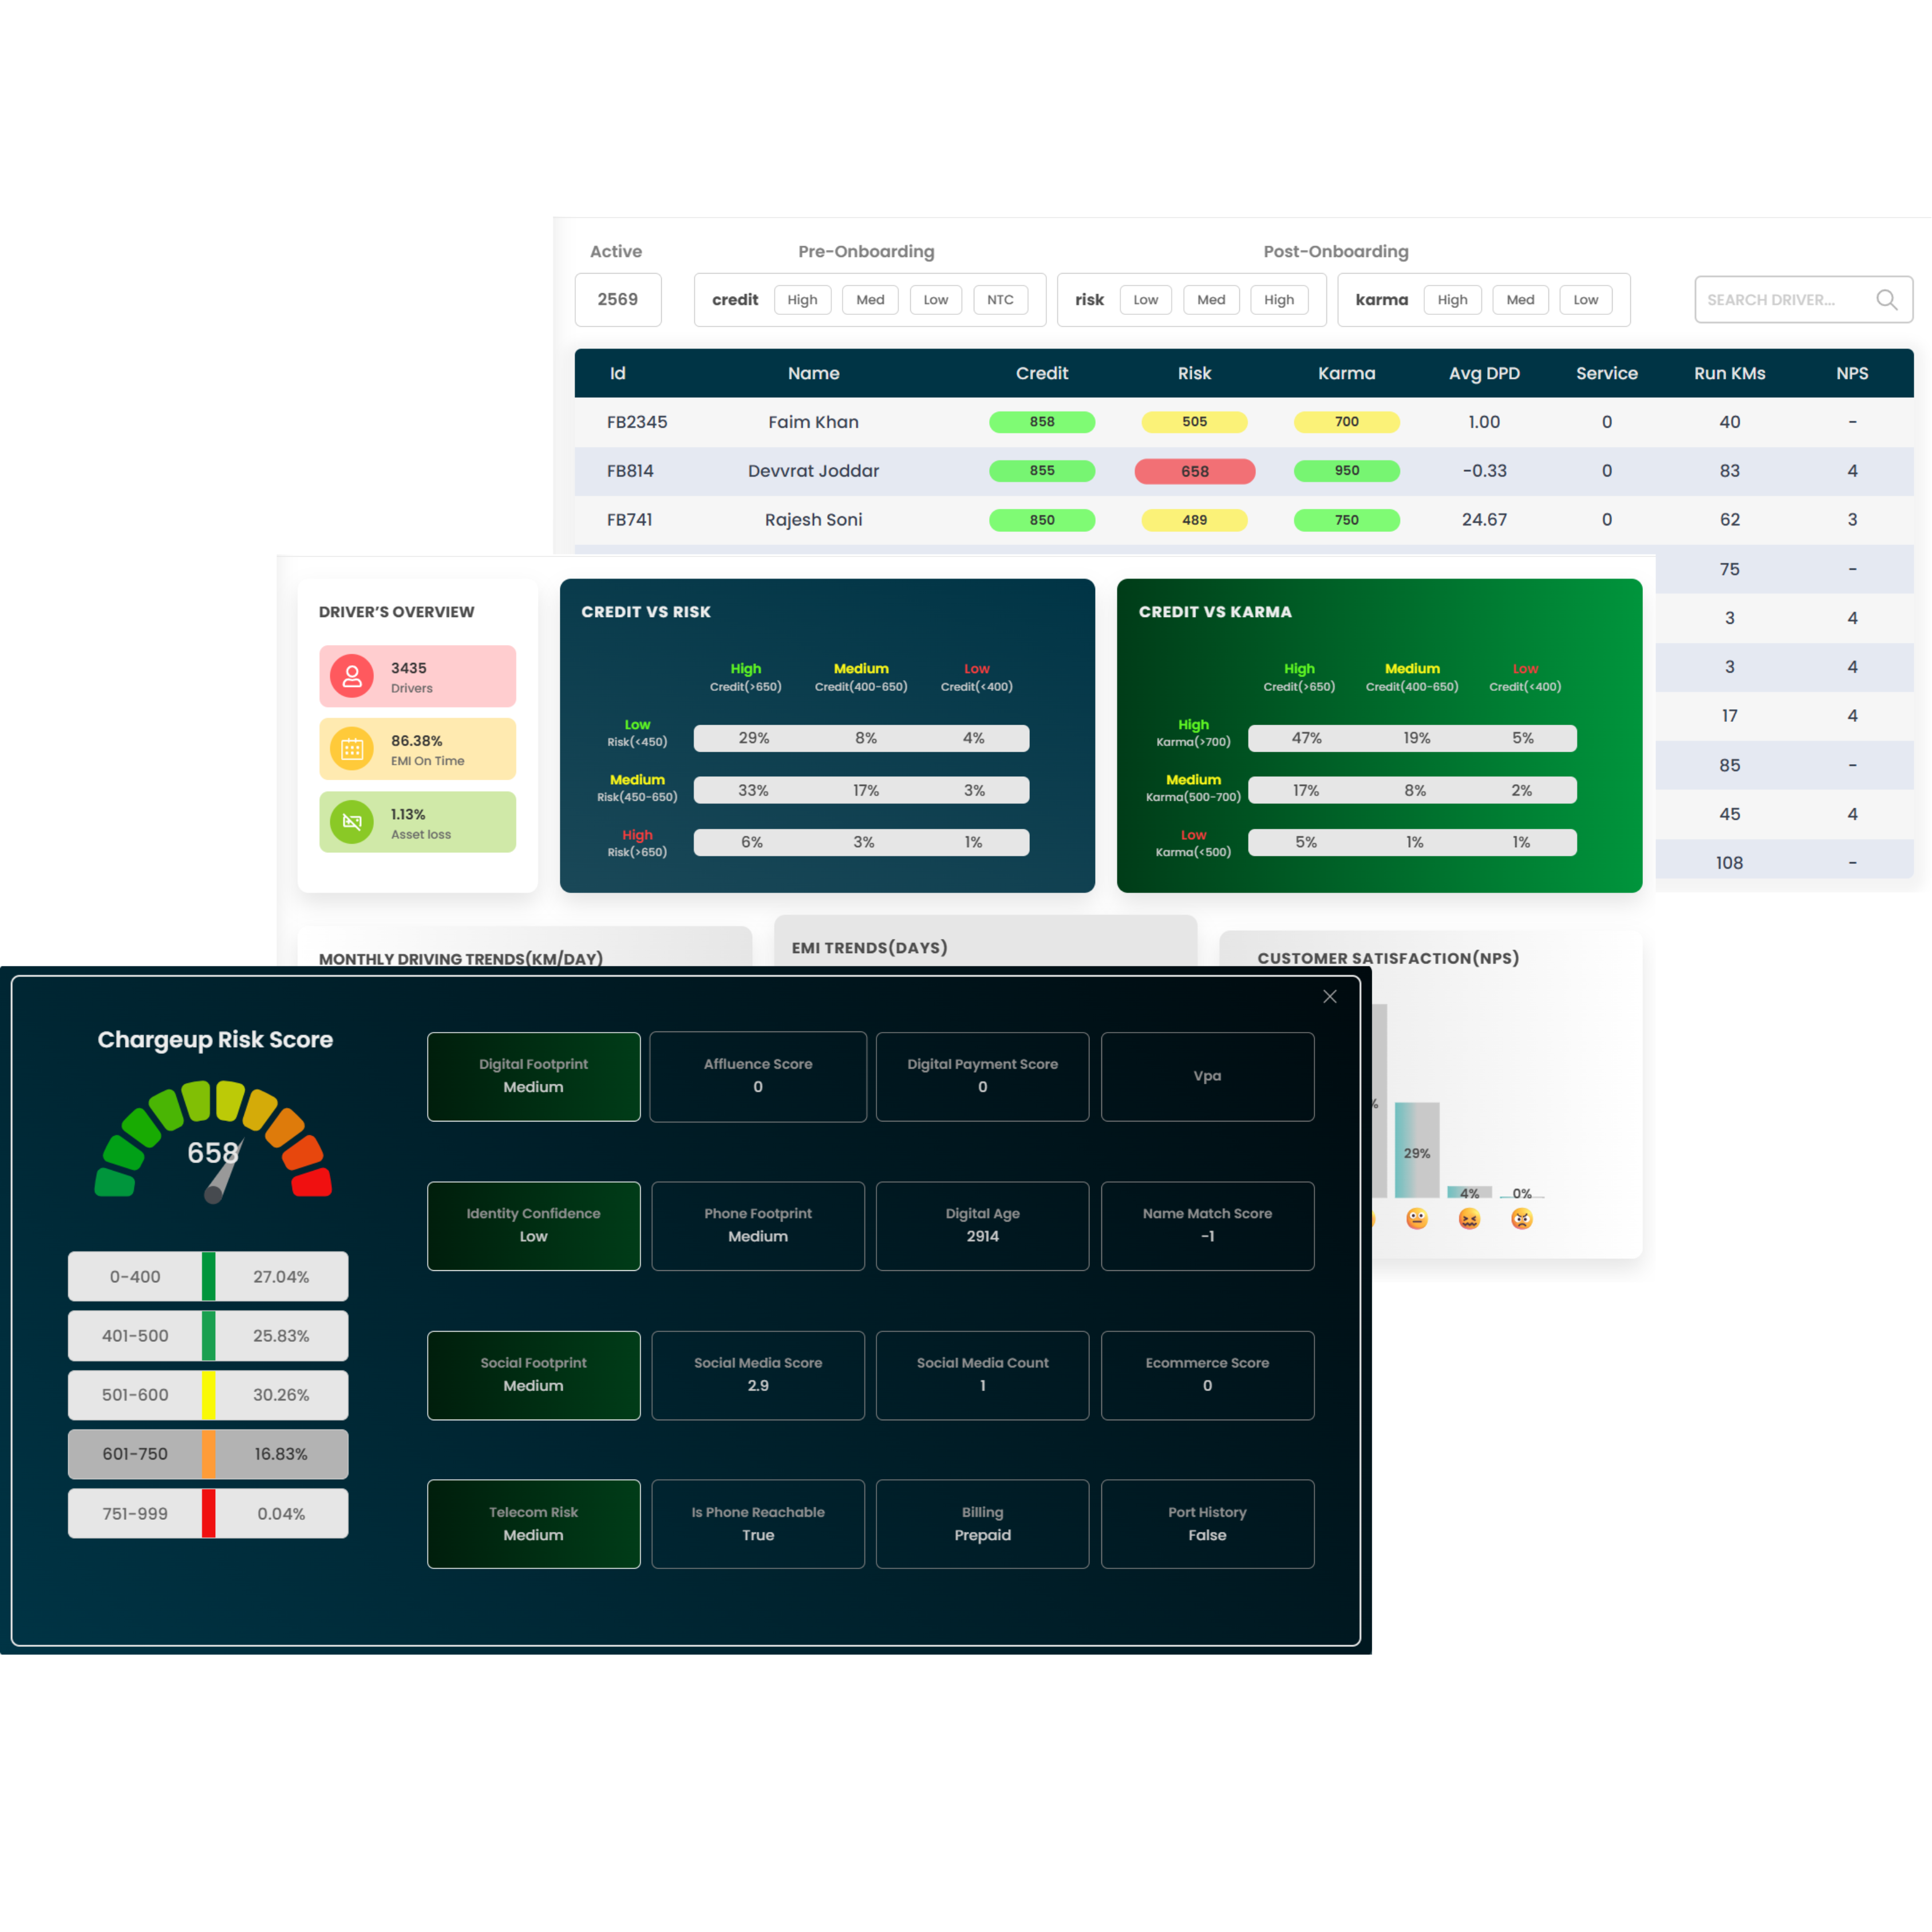 Active Pre-Onboarding Post-Onboarding
2569 credit High Med Low NTC risk Low Med High karma High Med Low SEARCH DRIVER...
Id Name Credit Risk Karma Avg DPD Service Run KMs NPS
FB2345 Faim Khan 858 505 700 1.00 0 40 -
FB814 Devvrat Joddar 855 658 950 -0.33 0 83 4
FB741 Rajesh Soni 850 489 750 24.67 0 62 3
75 -
3 4
3 4
17 4
85 -
45 4
108 -
DRIVER'S OVERVIEW
3435
Drivers
86.38%
EMI On Time
1.13%
Asset loss
CREDIT VS RISK
High Medium Low
Credit(>650) Credit(400-650) Credit(<400)
Low
Risk(<450) 29% 8% 4%
Medium
Risk(450-650) 33% 17% 3%
High
Risk(>650) 6% 3% 1%
CREDIT VS KARMA
High Medium Low
Credit(>650) Credit(400-650) Credit(<400)
High
Karma(>700) 47% 19% 5%
Medium
Karma(500-700) 17% 8% 2%
Low
Karma(<500) 5% 1% 1%
MONTHLY DRIVING TRENDS(KM/DAY)
EMI TRENDS(DAYS)
CUSTOMER SATISFACTION(NPS)
%
29%
4% 0%
Chargeup Risk Score
658
0-400 27.04%
401-500 25.83%
501-600 30.26%
601-750 16.83%
751-999 0.04%
Digital Footprint Affluence Score Digital Payment Score Vpa
Medium 0 0
Identity Confidence Phone Footprint Digital Age Name Match Score
Low Medium 2914 -1
Social Footprint Social Media Score Social Media Count Ecommerce Score
Medium 2.9 1 0
Telecom Risk Is Phone Reachable Billing Port History
Medium True Prepaid False